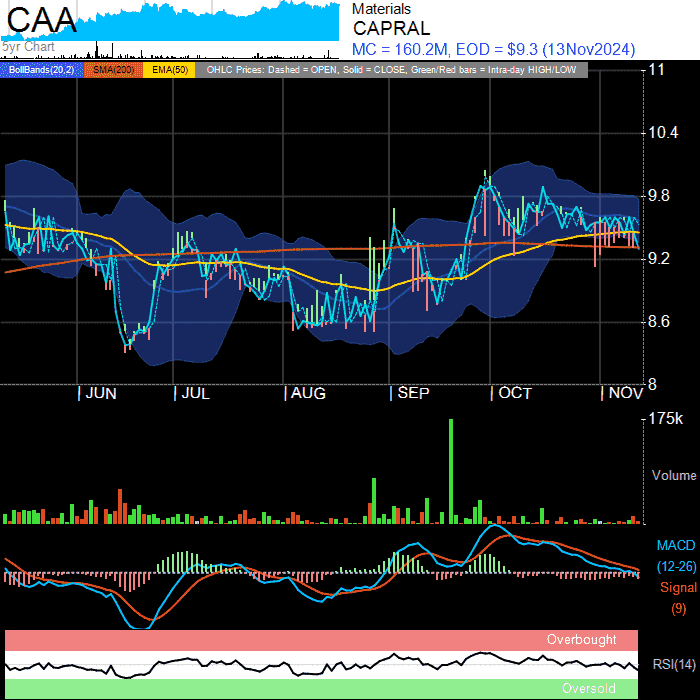 CAA
5yr Chart
Materials
CAPRAL
MC = 160.2M, EOD = $9.3 (13Nov2024)
BollBands(20,2) SMA(200) EMA(50) OHLC Prices: Dashed = OPEN, Solid = CLOSE, Green/Red bars = Intra-day HIGH/LOW
11
10.4
9.8
9.2
8.6
8
| JUN | JUL | AUG | SEP | OCT | NOV
175k
Volume
MACD
(12-26)
Signal
(9)
Overbought
RSI(14)
Oversold